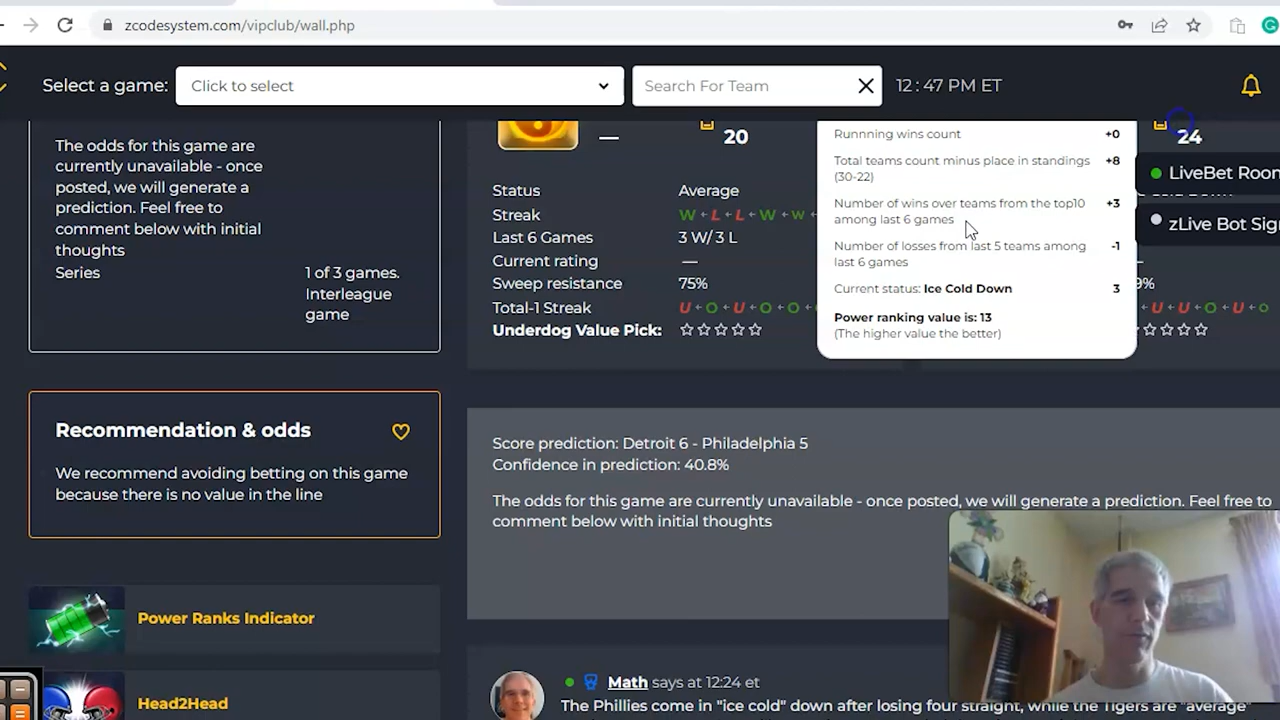 zcodesystem.com/vipclub/wall.php
Select a game: Click to select Search For Team 12 : 47 PM ET
The odds for this game are
currently unavailable - once
posted, we will generate a
prediction. Feel free to
comment below with initial
thoughts
Series 1 of 3 games.
Interleague
game
20
Status Average
Streak W L L W W
Last 6 Games 3 W/ 3 L
Current rating —
Sweep resistance 75%
Total-1 Streak U O U O O
Underdog Value Pick:
Runnning wins count +0
Total teams count minus place in standings +8
(30-22)
Number of wins over teams from the top10 +3
among last 6 games
Number of losses from last 5 teams among -1
last 6 games
Current status: Ice Cold Down 3
Power ranking value is: 13
(The higher value the better)
24
LiveBet Room
zLive Bot Sig
9%
U U O U O
Recommendation & odds
We recommend avoiding betting on this game
because there is no value in the line
Score prediction: Detroit 6 - Philadelphia 5
Confidence in prediction: 40.8%
The odds for this game are currently unavailable - once posted, we will generate a prediction. Feel free to
comment below with initial thoughts
Power Ranks Indicator
Head2Head
Math says at 12:24 et
The Phillies come in "ice cold" down after losing four straight, while the Tigers are "average"